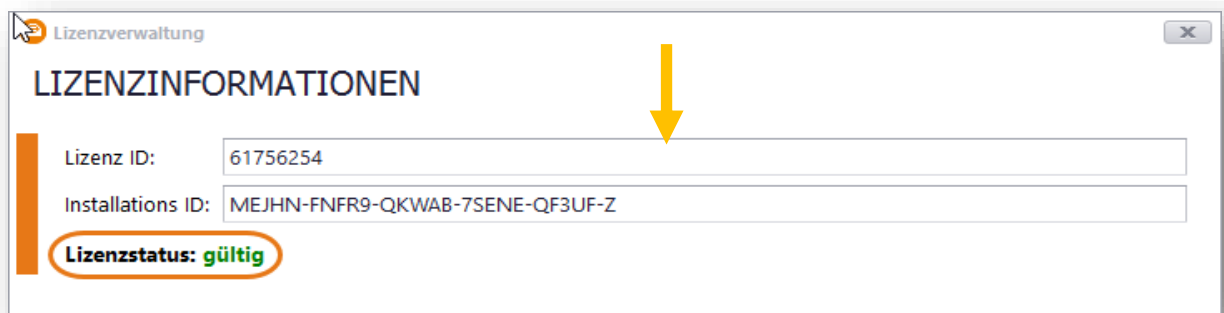 Lizenzverwaltung
LIZENZINFORMATIONEN
Lizenz ID: 61756254
Installations ID: MEJHN-FNFR9-QKWAB-7SENE-QF3UF-Z
Lizenzstatus: gültig